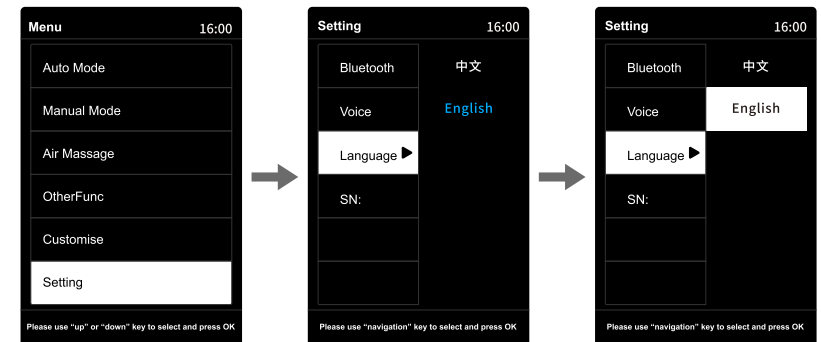 Menu 16:00
Auto Mode
Manual Mode
Air Massage
OtherFunc
Customise
Setting
Please use “up” or “down” key to select and press OK
Setting 16:00
Bluetooth 中文
Voice English
Language
SN:
Please use “navigation” key to select and press OK
Setting 16:00
Bluetooth 中文
Voice English
Language
SN:
Please use “navigation” key to select and press OK